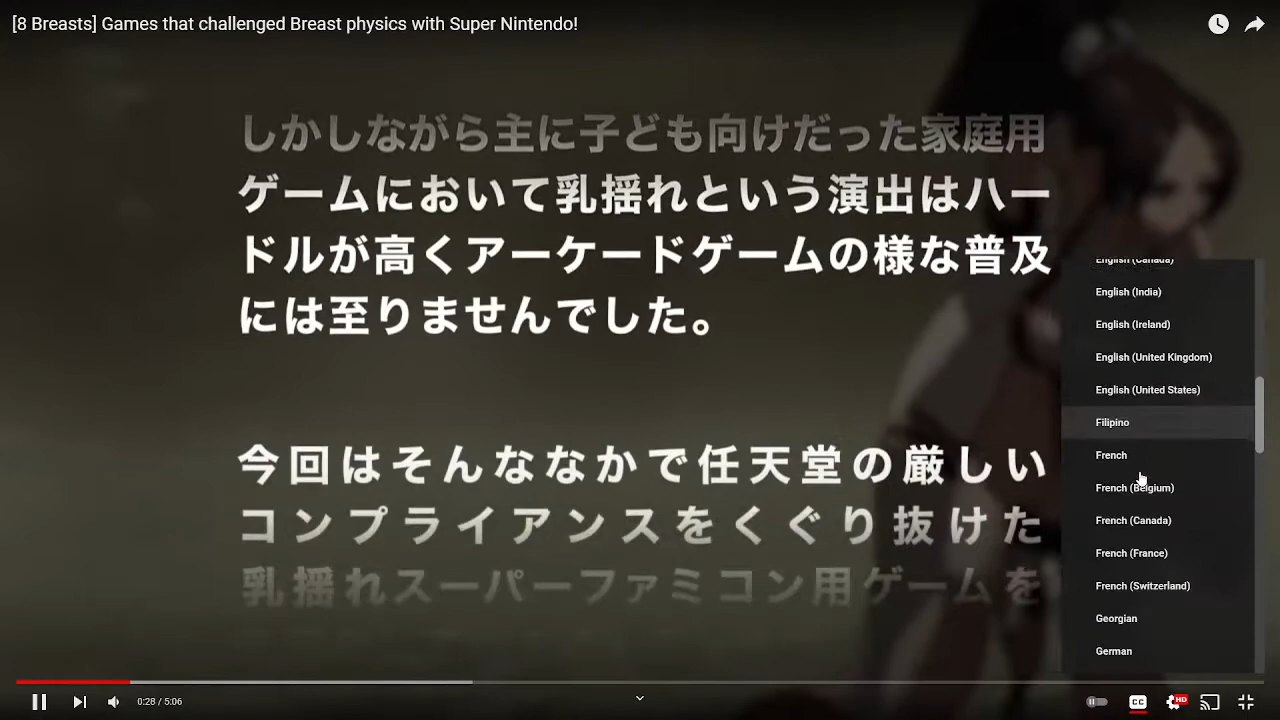 [8 Breasts] Games that challenged Breast physics with Super Nintendo!
しかしながら主に子ども向けだった家庭用
ゲームにおいて乳揺れという演出はハー
ドルが高くアーケードゲームの様な普及
には至りませんでした。
今回はそんななかで任天堂の厳しい
コンプライアンスをくぐり抜けた
乳揺れスーパーファミコン用ゲームを
English (Canada)
English (India)
English (Ireland)
English (United Kingdom)
English (United States)
Filipino
French
French (Belgium)
French (Canada)
French (France)
French (Switzerland)
Georgian
German
0:28 / 5:06
CC
HD